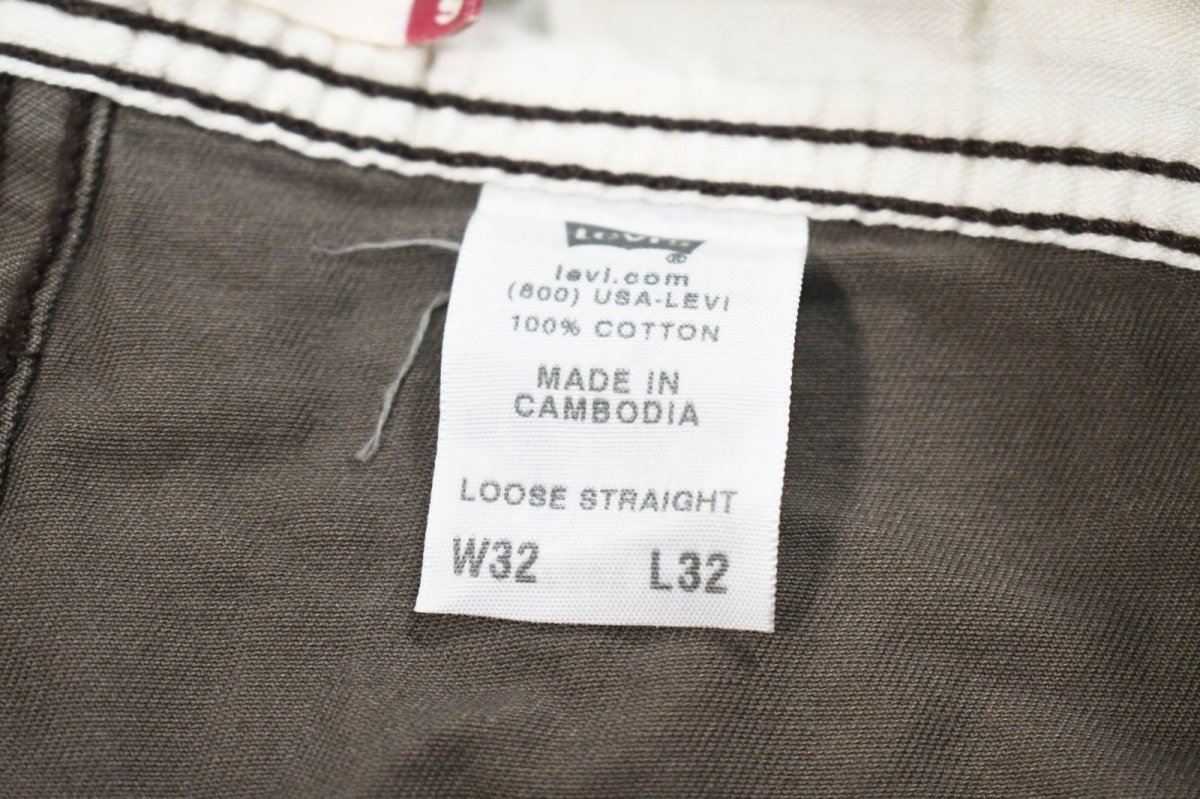 Levi's
®
levi.com
(800) USA-LEVI
100% COTTON
MADE IN
CAMBODIA
LOOSE STRAIGHT
W32 L32